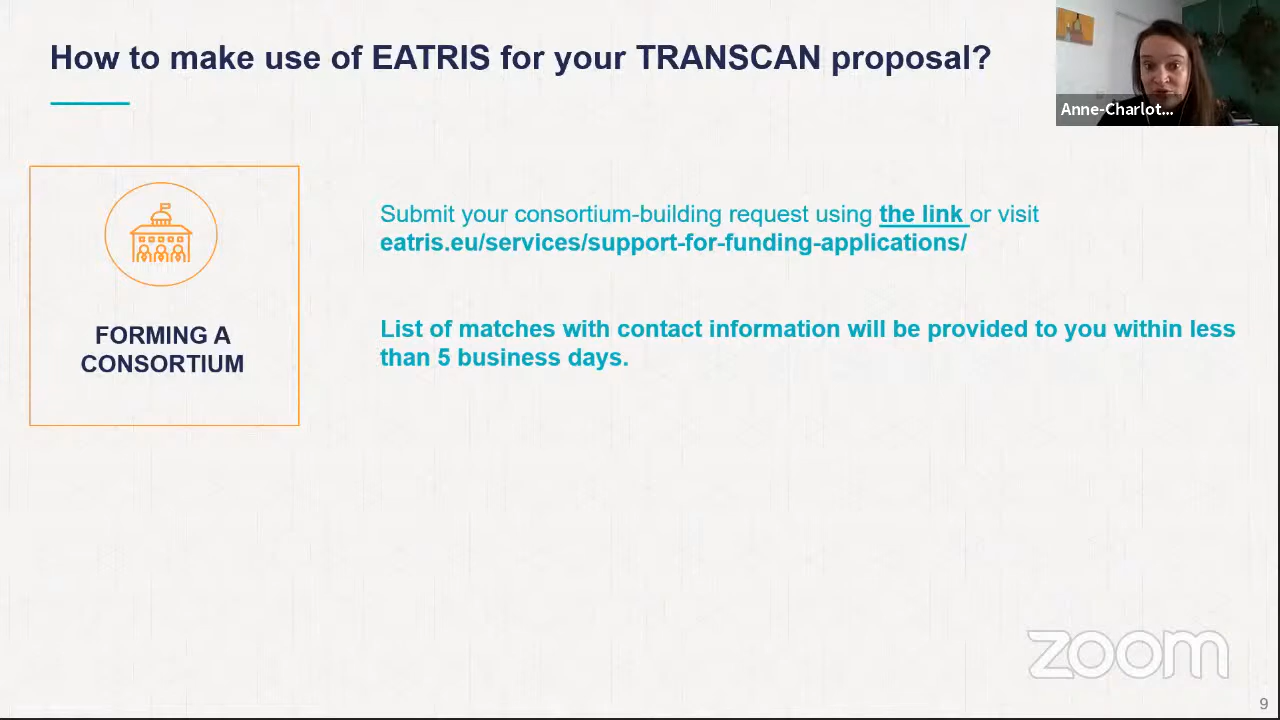 How to make use of EATRIS for your TRANSCAN proposal?
Anne-Charlot...
FORMING A
CONSORTIUM
Submit your consortium-building request using the link or visit
eatris.eu/services/support-for-funding-applications/
List of matches with contact information will be provided to you within less
than 5 business days.
zoom
9